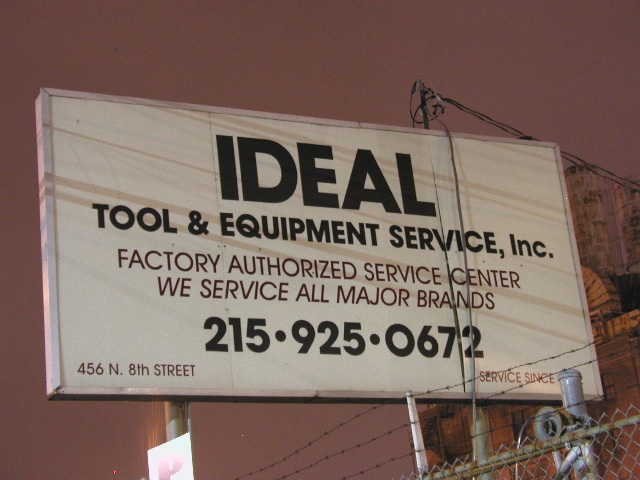 IDEAL
TOOL & EQUIPMENT SERVICE, Inc.
FACTORY AUTHORIZED SERVICE CENTER
WE SERVICE ALL MAJOR BRANDS
215•925•0672
456 N. 8th STREET
SERVICE SINCE
P